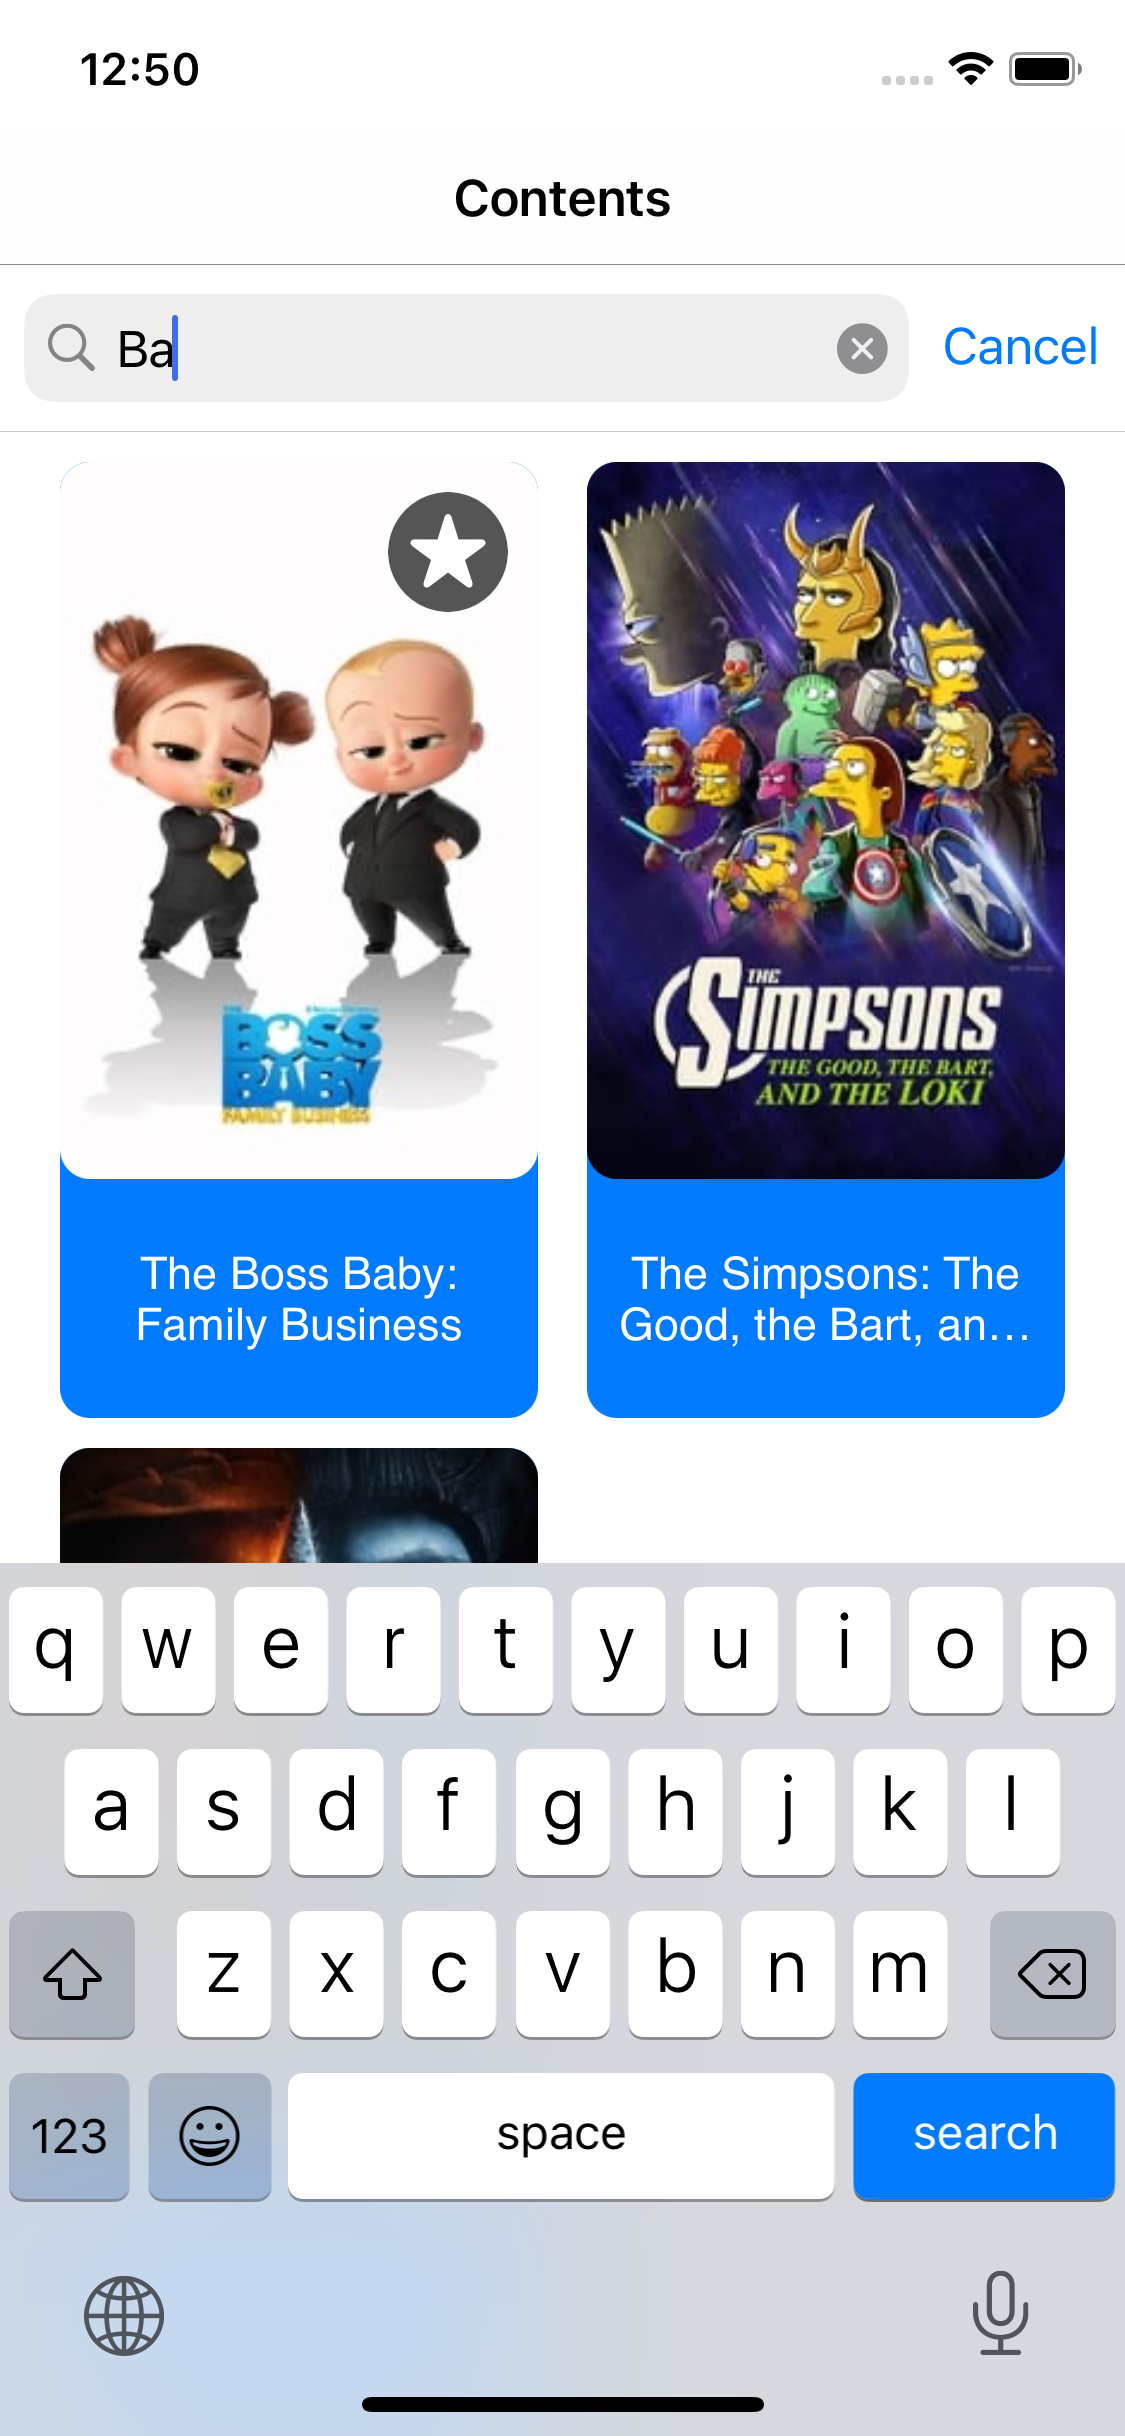 12:50
Contents
Ba
Cancel
BOSS
BABY
FAMILY BUSINESS
THE
SIMPSONS
THE GOOD, THE BART,
AND THE LOKI
The Boss Baby:
Family Business
The Simpsons: The
Good, the Bart, an...
q w e r t y u i o p
a s d f g h j k l
z x c v b n m
123 space search